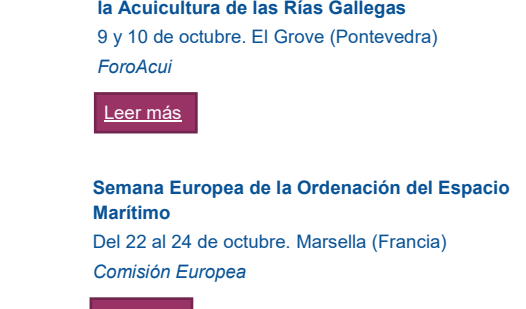 la Acuicultura de las Rías Gallegas
9 y 10 de octubre. El Grove (Pontevedra)
ForoAcui
Leer más
Semana Europea de la Ordenación del Espacio
Marítimo
Del 22 al 24 de octubre. Marsella (Francia)
Comisión Europea